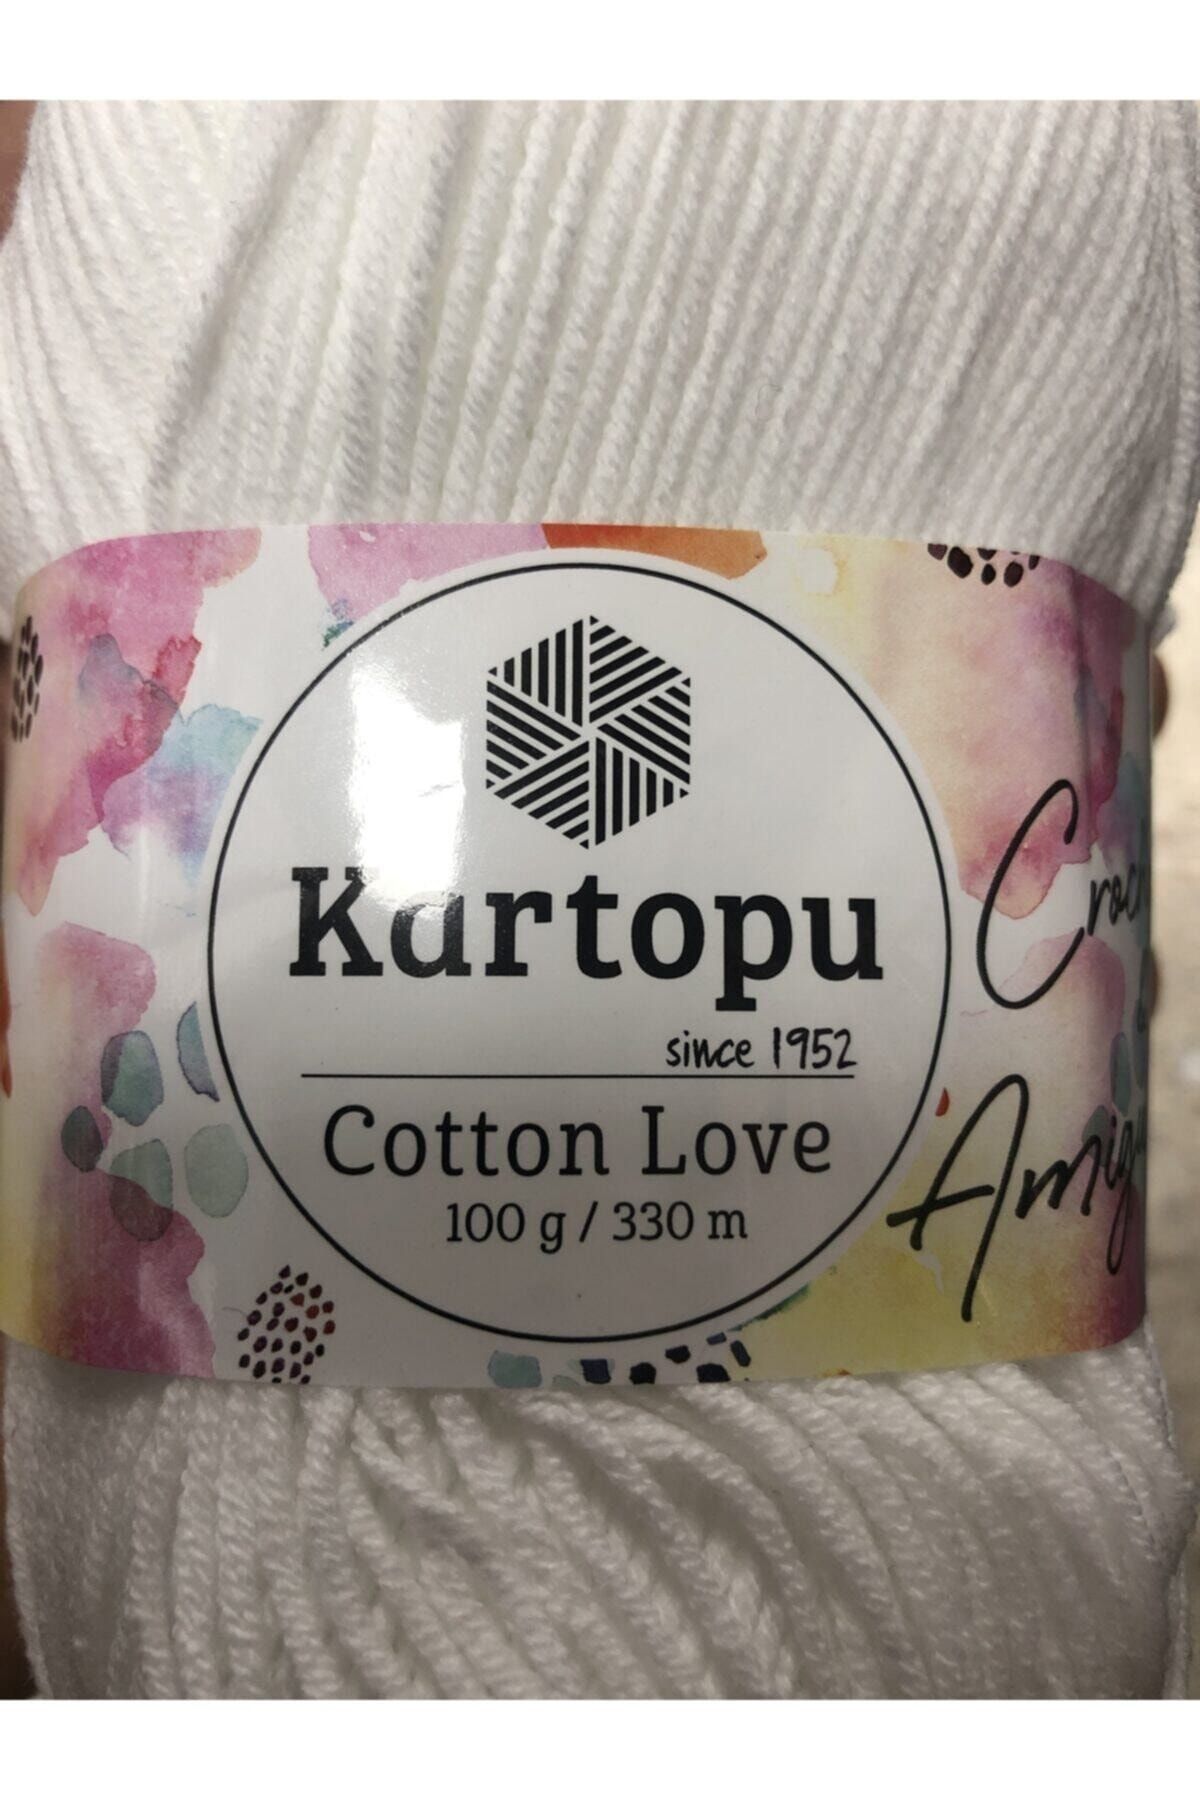 Kartopu
since 1952
Cotton Love
100 g / 330 m